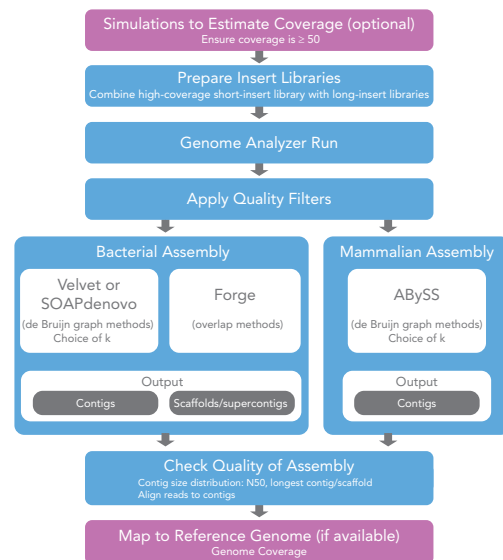 Simulations to Estimate Coverage (optional)
Ensure coverage is ≥ 50
Prepare Insert Libraries
Combine high-coverage short-insert library with long-insert libraries
Genome Analyzer Run
Apply Quality Filters
Bacterial Assembly
Velvet or
SOAPdenovo
(de Bruijn graph methods)
Choice of k
Forge
(overlap methods)
Output
Contigs
Scaffolds/supercontigs
Mammalian Assembly
ABySS
(de Bruijn graph methods)
Choice of k
Output
Contigs
Check Quality of Assembly
Contig size distribution: N50, longest contig/scaffold
Align reads to contigs
Map to Reference Genome (if available)
Genome Coverage